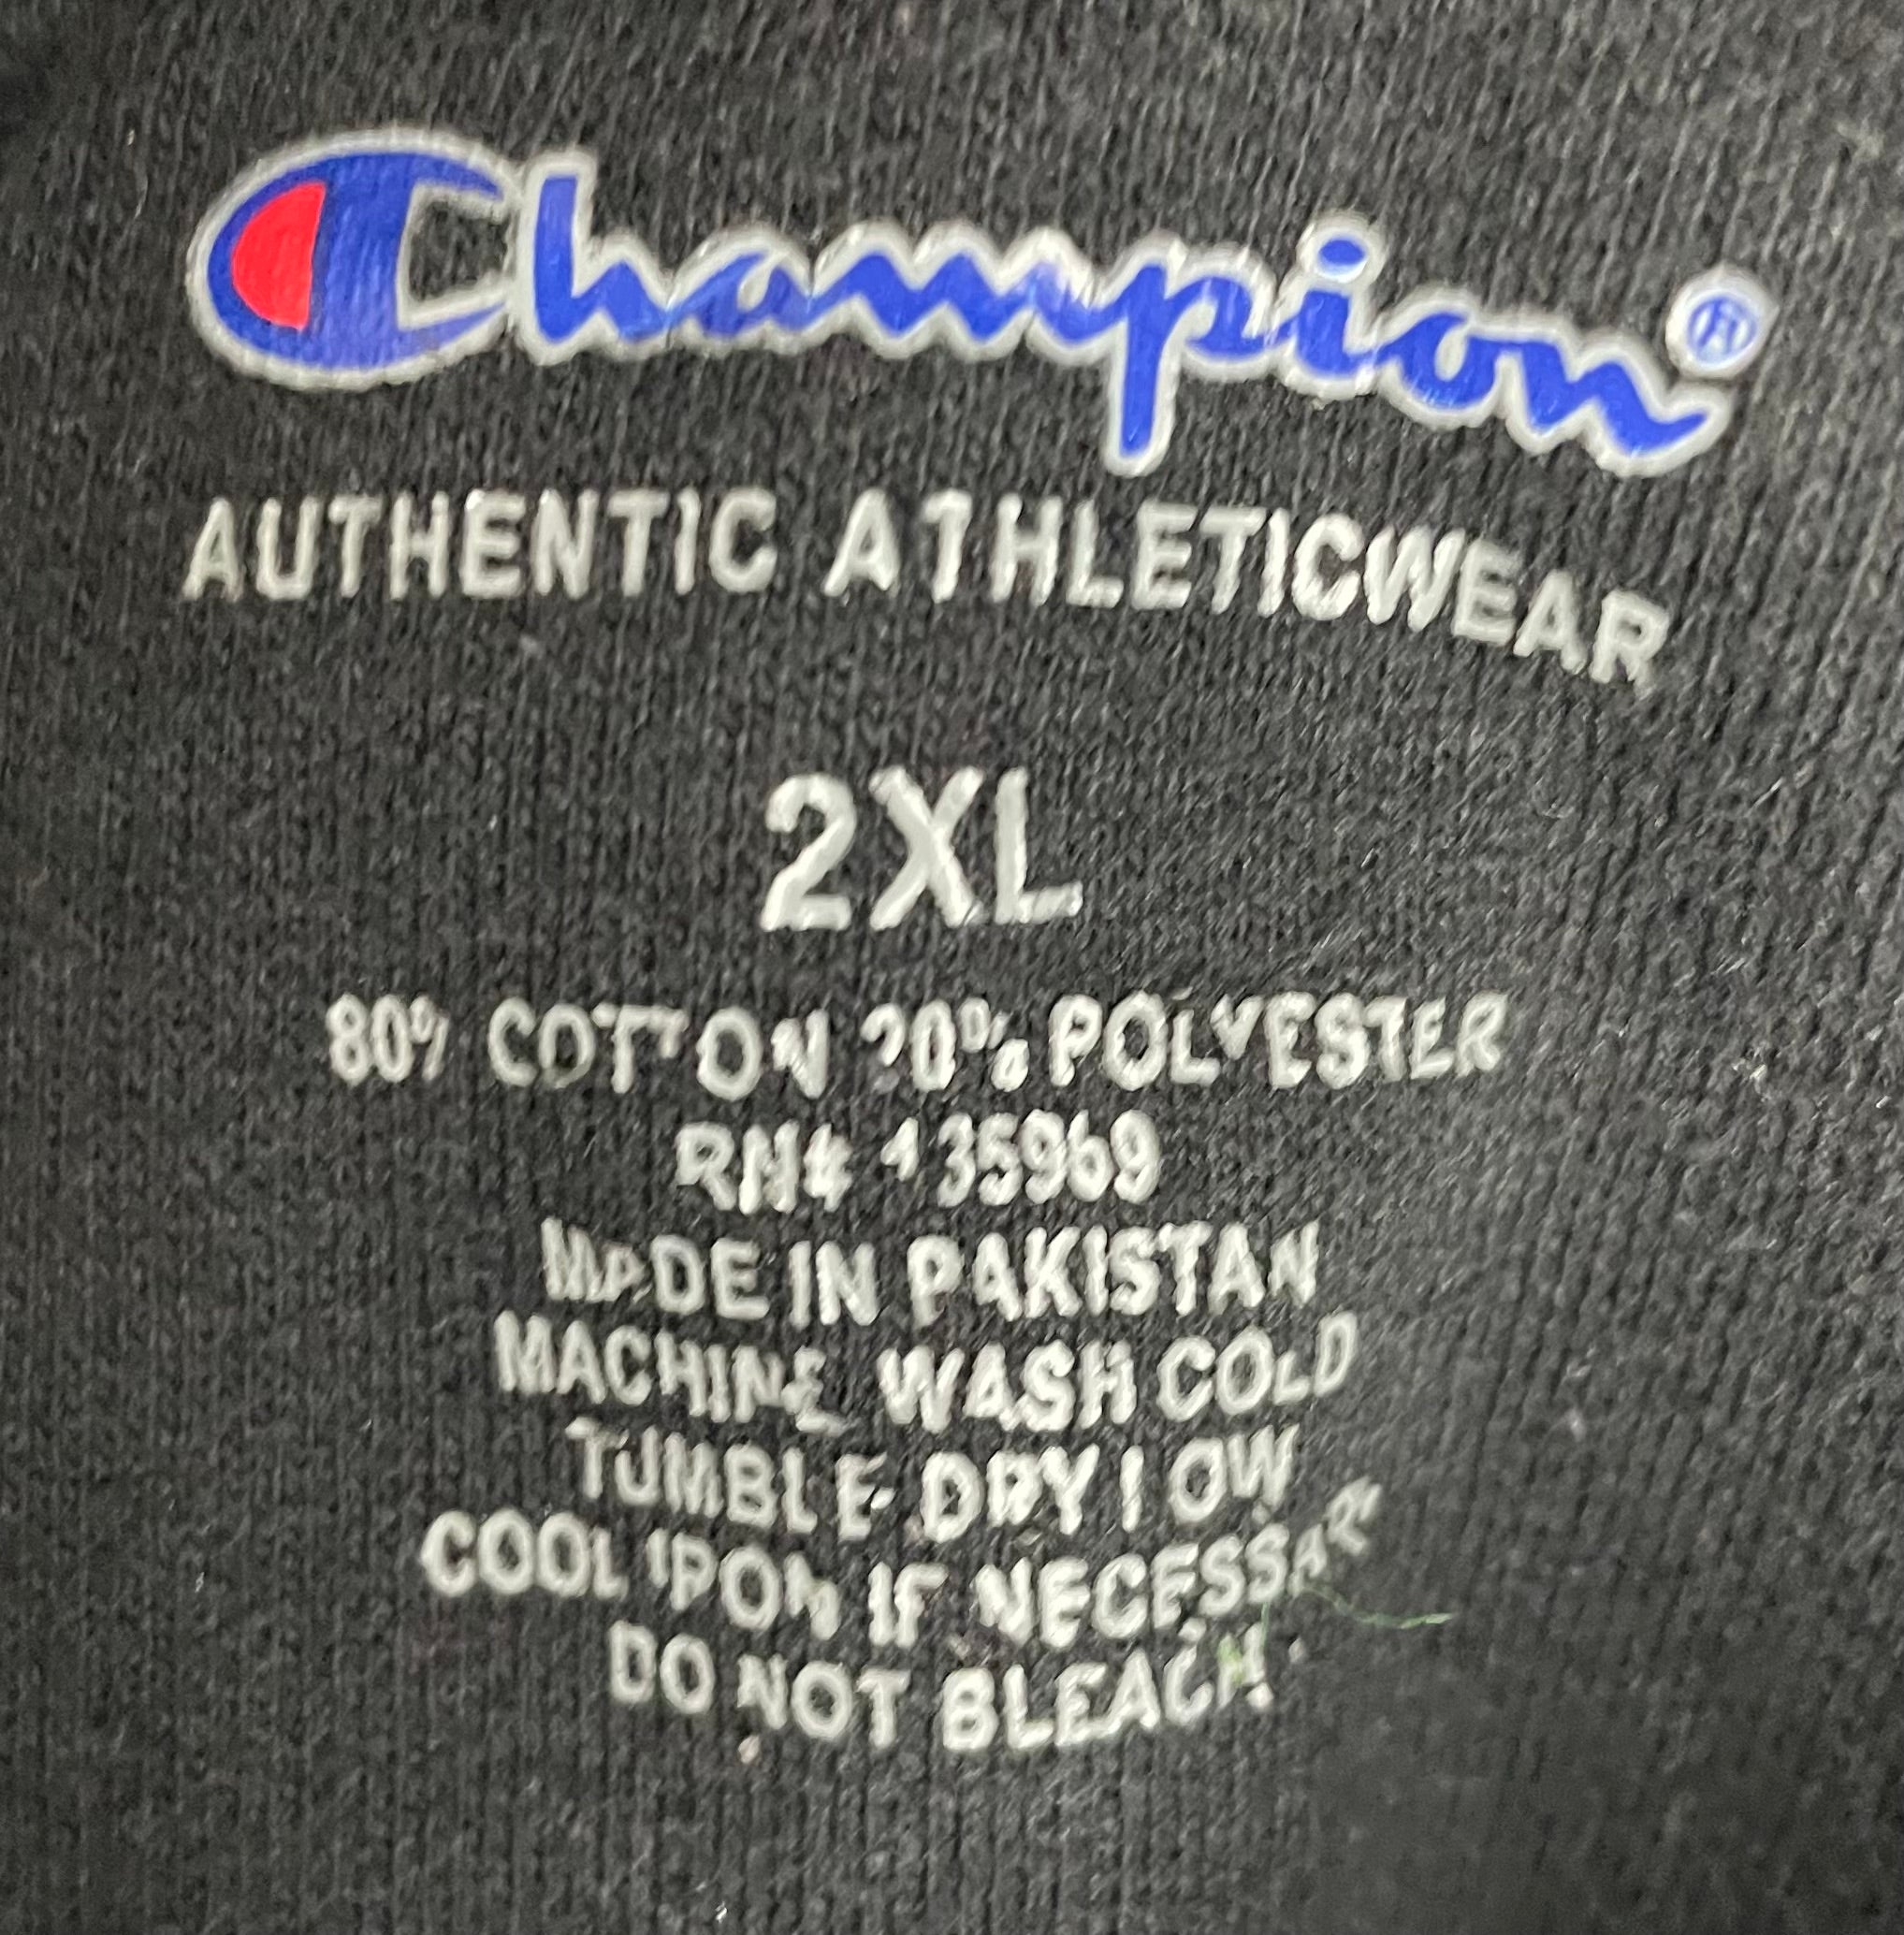 Champion®
AUTHENTIC ATHLETICWEAR
2XL
80% COTTON 20% POLYESTER
RN# 135969
MADE IN PAKISTAN
MACHINE WASH COLD
TUMBLE DRY LOW
COOL IRON IF NECESSARY
DO NOT BLEACH